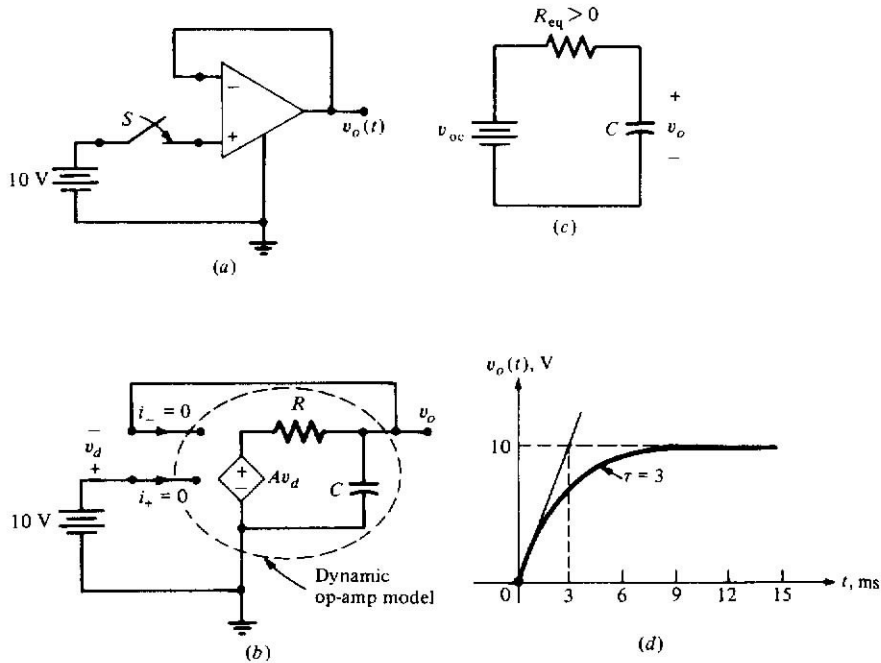 −
+
S
10 V
v_o(t)
(a)
R_eq > 0
v_oc
C
+
v_o
−
(c)
i_− = 0
−
v_d
+
i_+ = 0
10 V
R
v_o
+
−
Av_d
C
Dynamic
op-amp model
(b)
v_o(t), V
10
τ = 3
0
3
6
9
12
15
t, ms
(d)